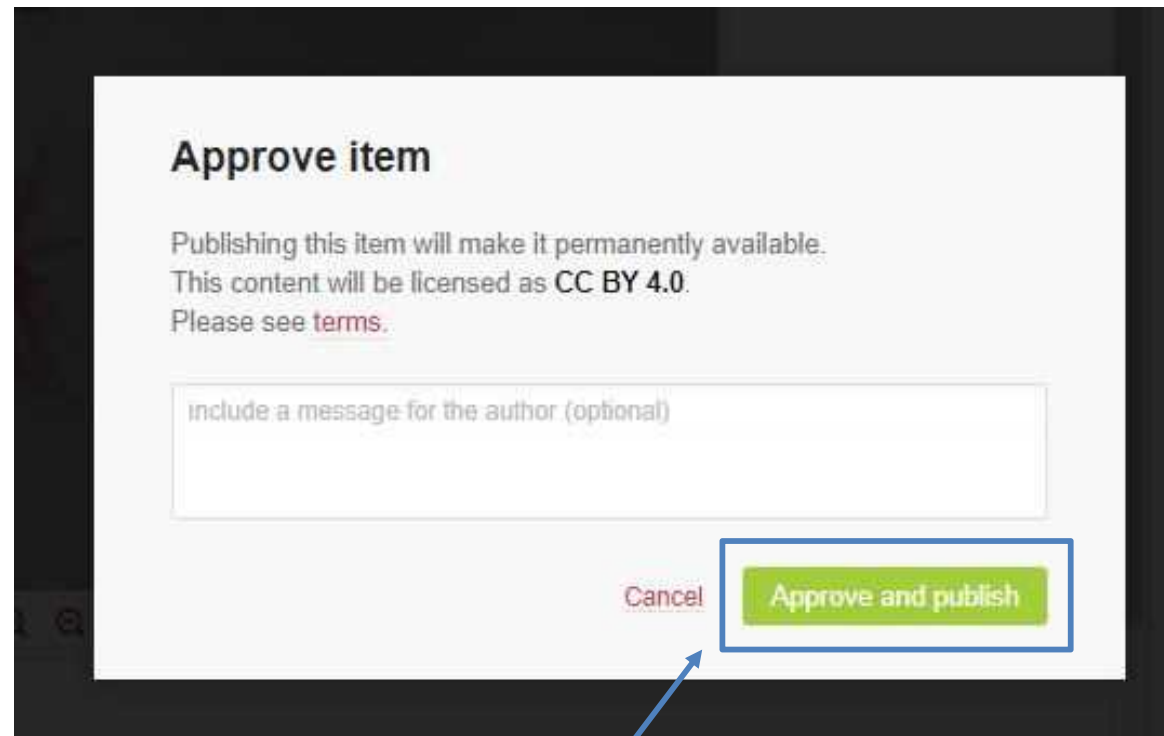 Approve item
Publishing this item will make it permanently available.
This content will be licensed as CC BY 4.0.
Please see terms.
include a message for the author (optional)
Cancel
Approve and publish